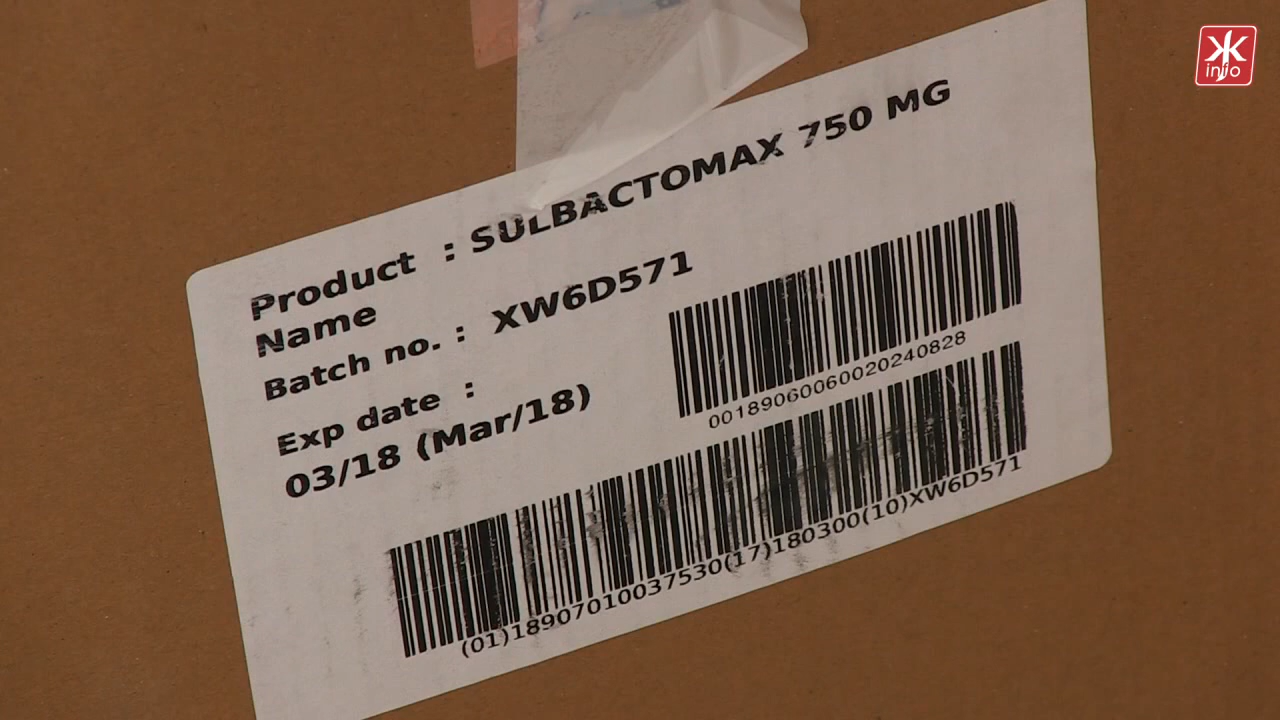 Product : SULBACTOMAX 750 MG
Name
Batch no. : XW6D571
Exp date :
03/18 (Mar/18)
00189060060020240828
(01)18907010037530(17)180300(10)XW6D571
info